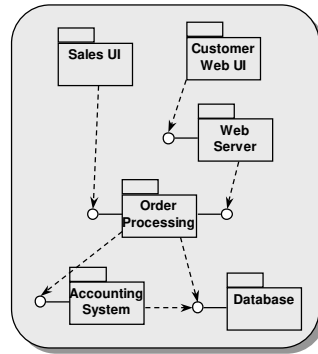 Sales UI
Customer
Web UI
Web
Server
Order
Processing
Accounting
System
Database